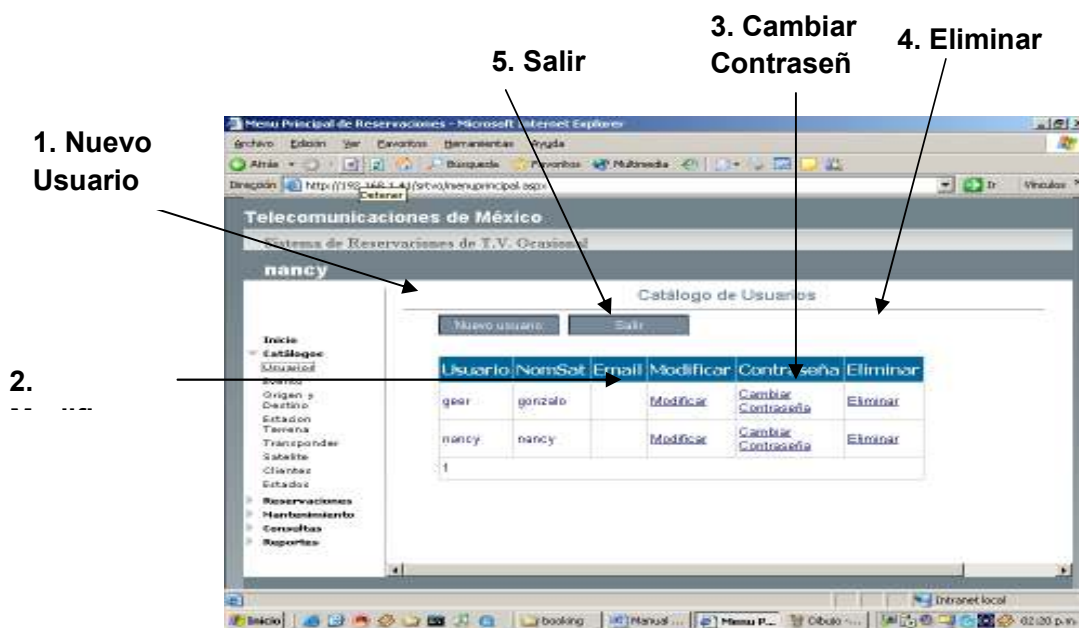 3. Cambiar
Contraseñ
4. Eliminar
5. Salir
1. Nuevo
Usuario
2.
Menu Principal de Reservaciones - Microsoft Internet Explorer
Archivo Edición Ver Favoritos Herramientas Ayuda
Atrás Búsqueda Favoritos Multimedia
Dirección Ir Vínculos
Detener
Telecomunicaciones de México
Sistema de Reservaciones de T.V. Ocasional
nancy
Catálogo de Usuarios
Nuevo usuario Salir
Inicio
Catálogos
Usuarios
Evento
Origen y
Destino
Estacion
Terrena
Transponder
Satelite
Clientes
Estados
Reservaciones
Mantenimiento
Consultas
Reportes
Usuario NomSat Email Modificar Contraseña Eliminar
geer gonzalo Modificar Cambiar Contraseña Eliminar
nancy nancy Modificar Cambiar Contraseña Eliminar
1
Intranet local
Inicio booking Manual ... Menu P... Dibujo -... 02:20 p.m.